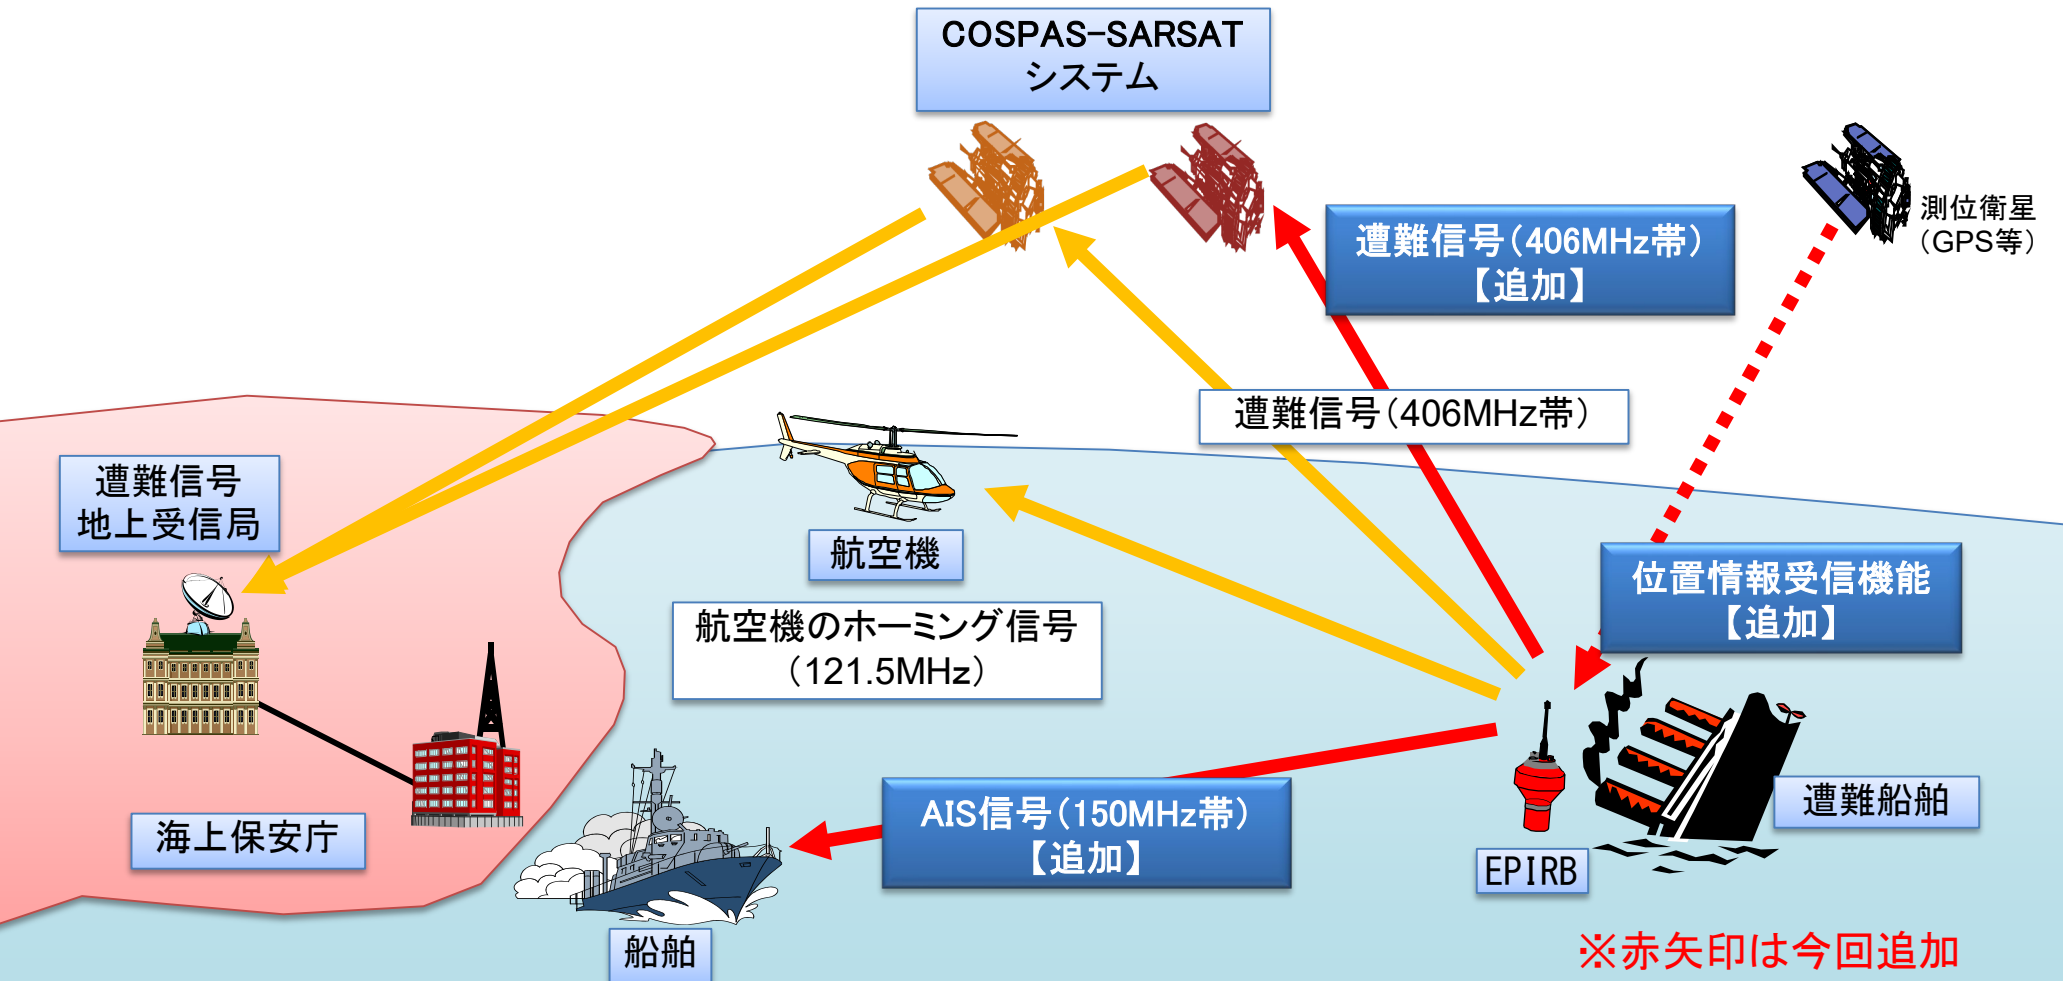 COSPAS-SARSAT
システム
遭難信号（406MHz帯）
【追加】
測位衛星
（GPS等）
遭難信号（406MHz帯）
遭難信号
地上受信局
航空機
位置情報受信機能
【追加】
航空機のホーミング信号
（121.5MHz）
AIS信号（150MHz帯）
【追加】
遭難船舶
海上保安庁
EPIRB
船舶
※赤矢印は今回追加